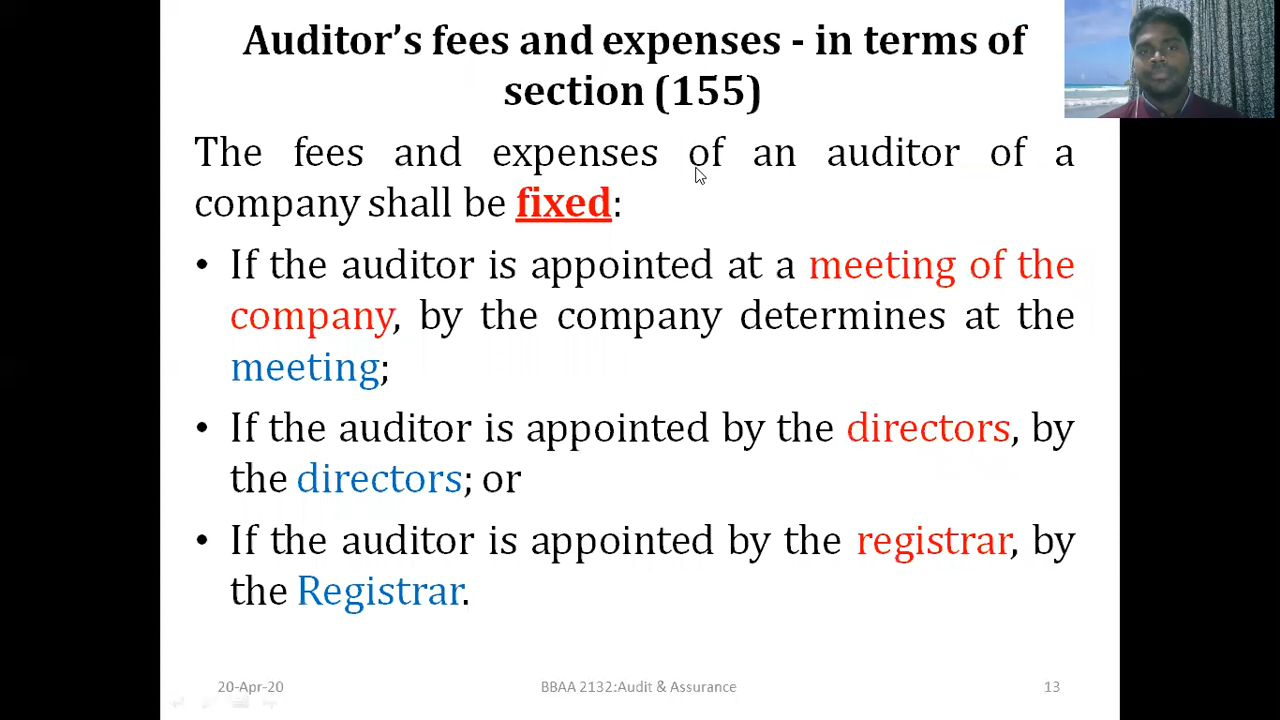 Auditor’s fees and expenses - in terms of
section (155)
The fees and expenses of an auditor of a
company shall be fixed:
• If the auditor is appointed at a meeting of the
company, by the company determines at the
meeting;
• If the auditor is appointed by the directors, by
the directors; or
• If the auditor is appointed by the registrar, by
the Registrar.
20-Apr-20
BBAA 2132:Audit & Assurance
13